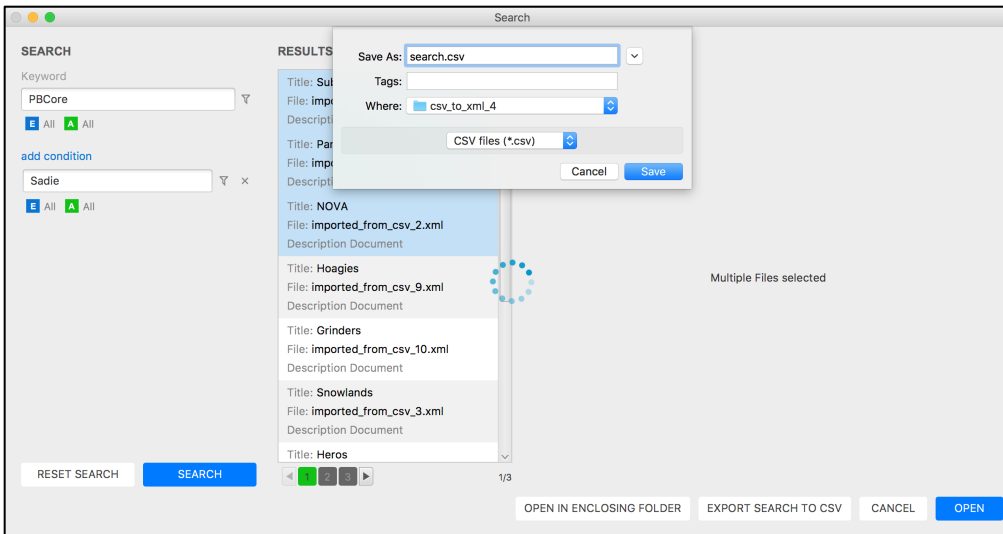 Search
SEARCH
Keyword
PBCore
E All A All
add condition
Sadie
×
E All A All
RESET SEARCH
SEARCH
RESULTS
Title: Sub
File: impo
Descripti
Title: Par
File: impo
Descripti
Title: NOVA
File: imported_from_csv_2.xml
Description Document
Title: Hoagies
File: imported_from_csv_9.xml
Description Document
Title: Grinders
File: imported_from_csv_10.xml
Description Document
Title: Snowlands
File: imported_from_csv_3.xml
Description Document
Title: Heros
1 2 3
1/3
Save As: search.csv
Tags:
Where: csv_to_xml_4
CSV files (*.csv)
Cancel Save
Multiple Files selected
OPEN IN ENCLOSING FOLDER EXPORT SEARCH TO CSV CANCEL OPEN